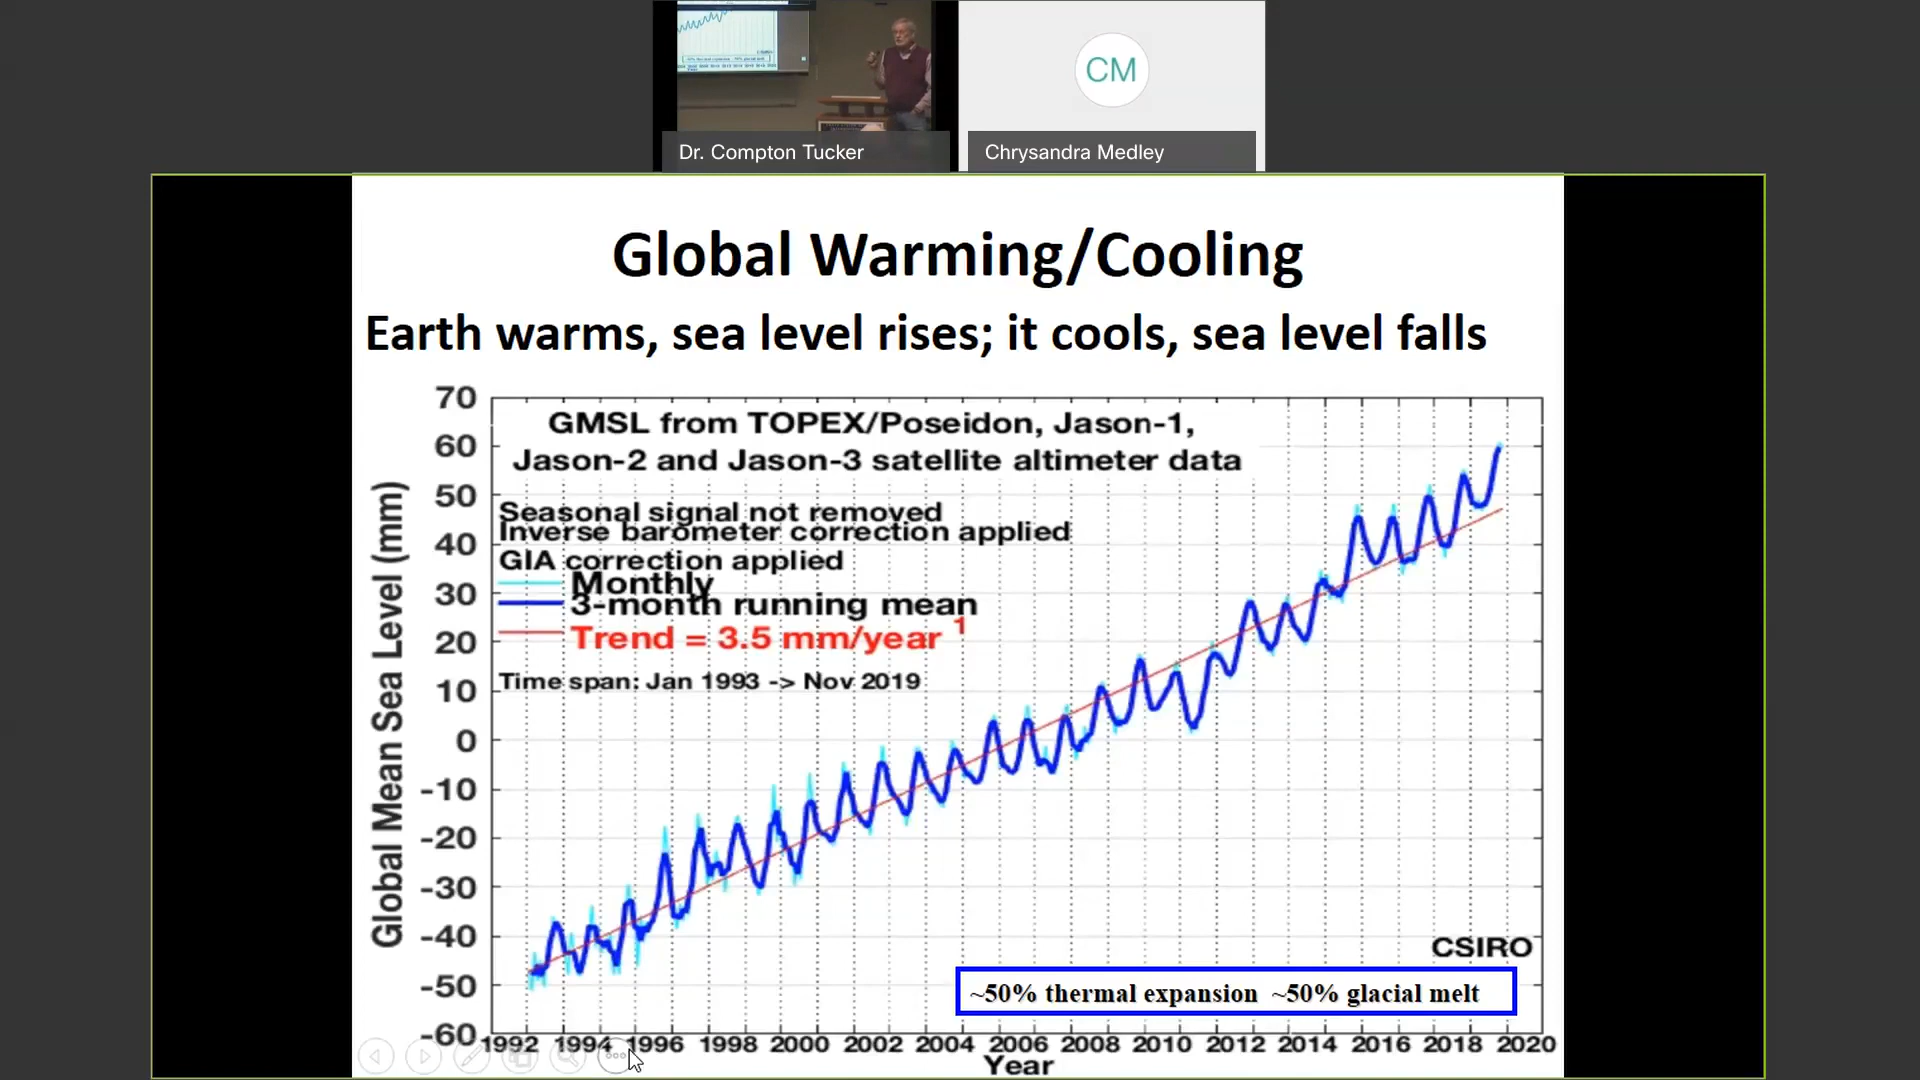 CM
Dr. Compton Tucker
Chrysandra Medley
Global Warming/Cooling
Earth warms, sea level rises; it cools, sea level falls
GMSL from TOPEX/Poseidon, Jason-1,
Jason-2 and Jason-3 satellite altimeter data
Seasonal signal not removed
Inverse barometer correction applied
GIA correction applied
Monthly
3-month running mean
Trend = 3.5 mm/year 1
Time span: Jan 1993 -> Nov 2019
Global Mean Sea Level (mm)
70
60
50
40
30
20
10
0
-10
-20
-30
-40
-50
-60
CSIRO
~50% thermal expansion ~50% glacial melt
1992 1994 1996 1998 2000 2002 2004 2006 2008 2010 2012 2014 2016 2018 2020
Year